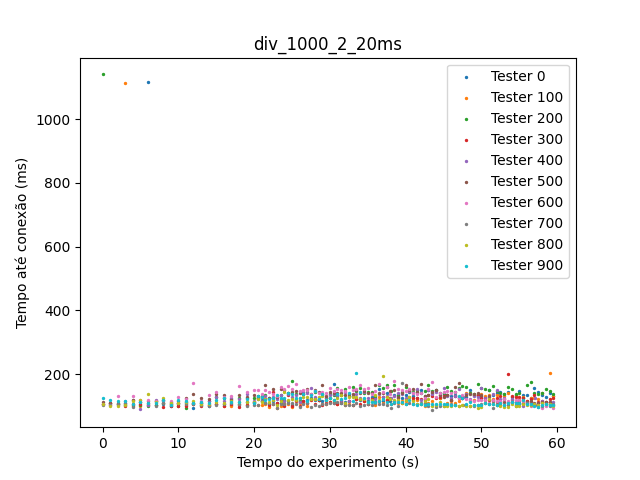 div_1000_2_20ms
Tempo até conexão (ms)
1000
800
600
400
200
Tester 0
Tester 100
Tester 200
Tester 300
Tester 400
Tester 500
Tester 600
Tester 700
Tester 800
Tester 900
0 10 20 30 40 50 60
Tempo do experimento (s)